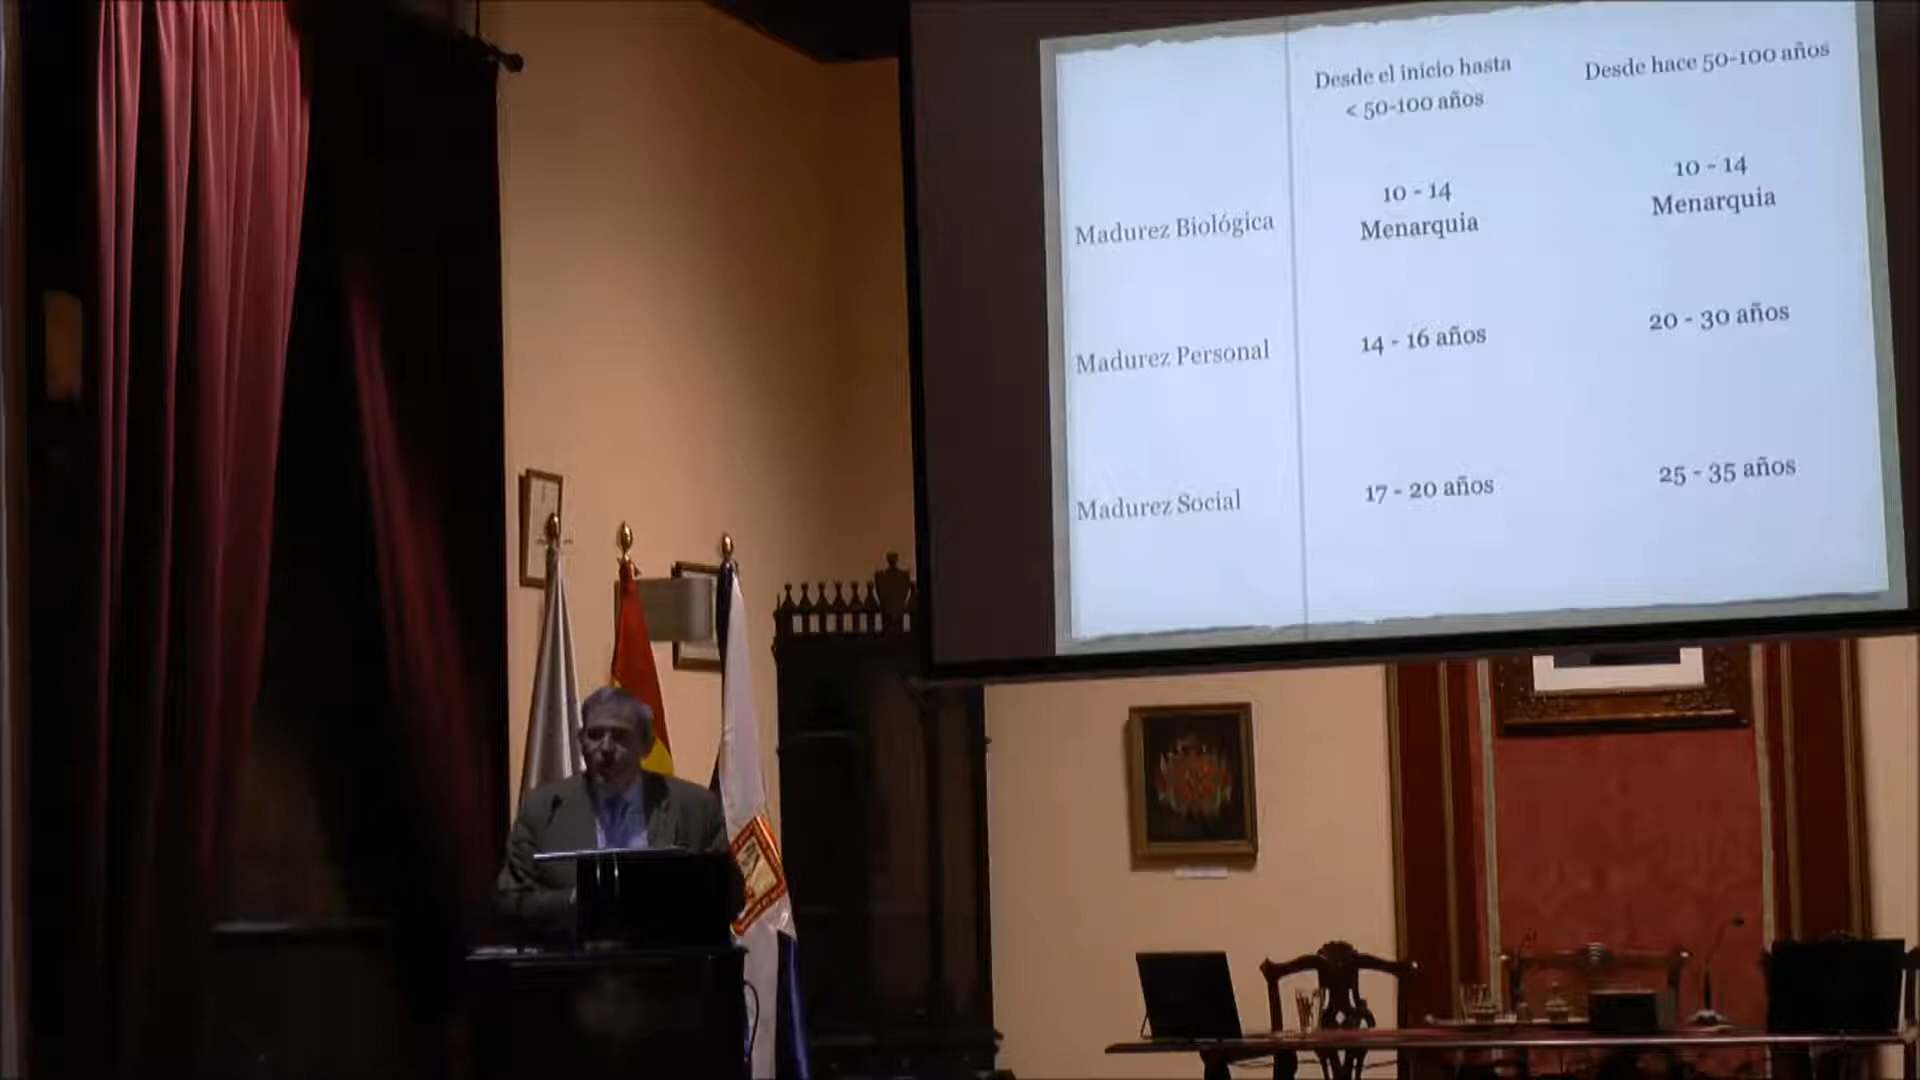 Desde el inicio hasta
< 50-100 años
Desde hace 50-100 años
Madurez Biológica
10 - 14
Menarquia
10 - 14
Menarquia
Madurez Personal
14 - 16 años
20 - 30 años
Madurez Social
17 - 20 años
25 - 35 años